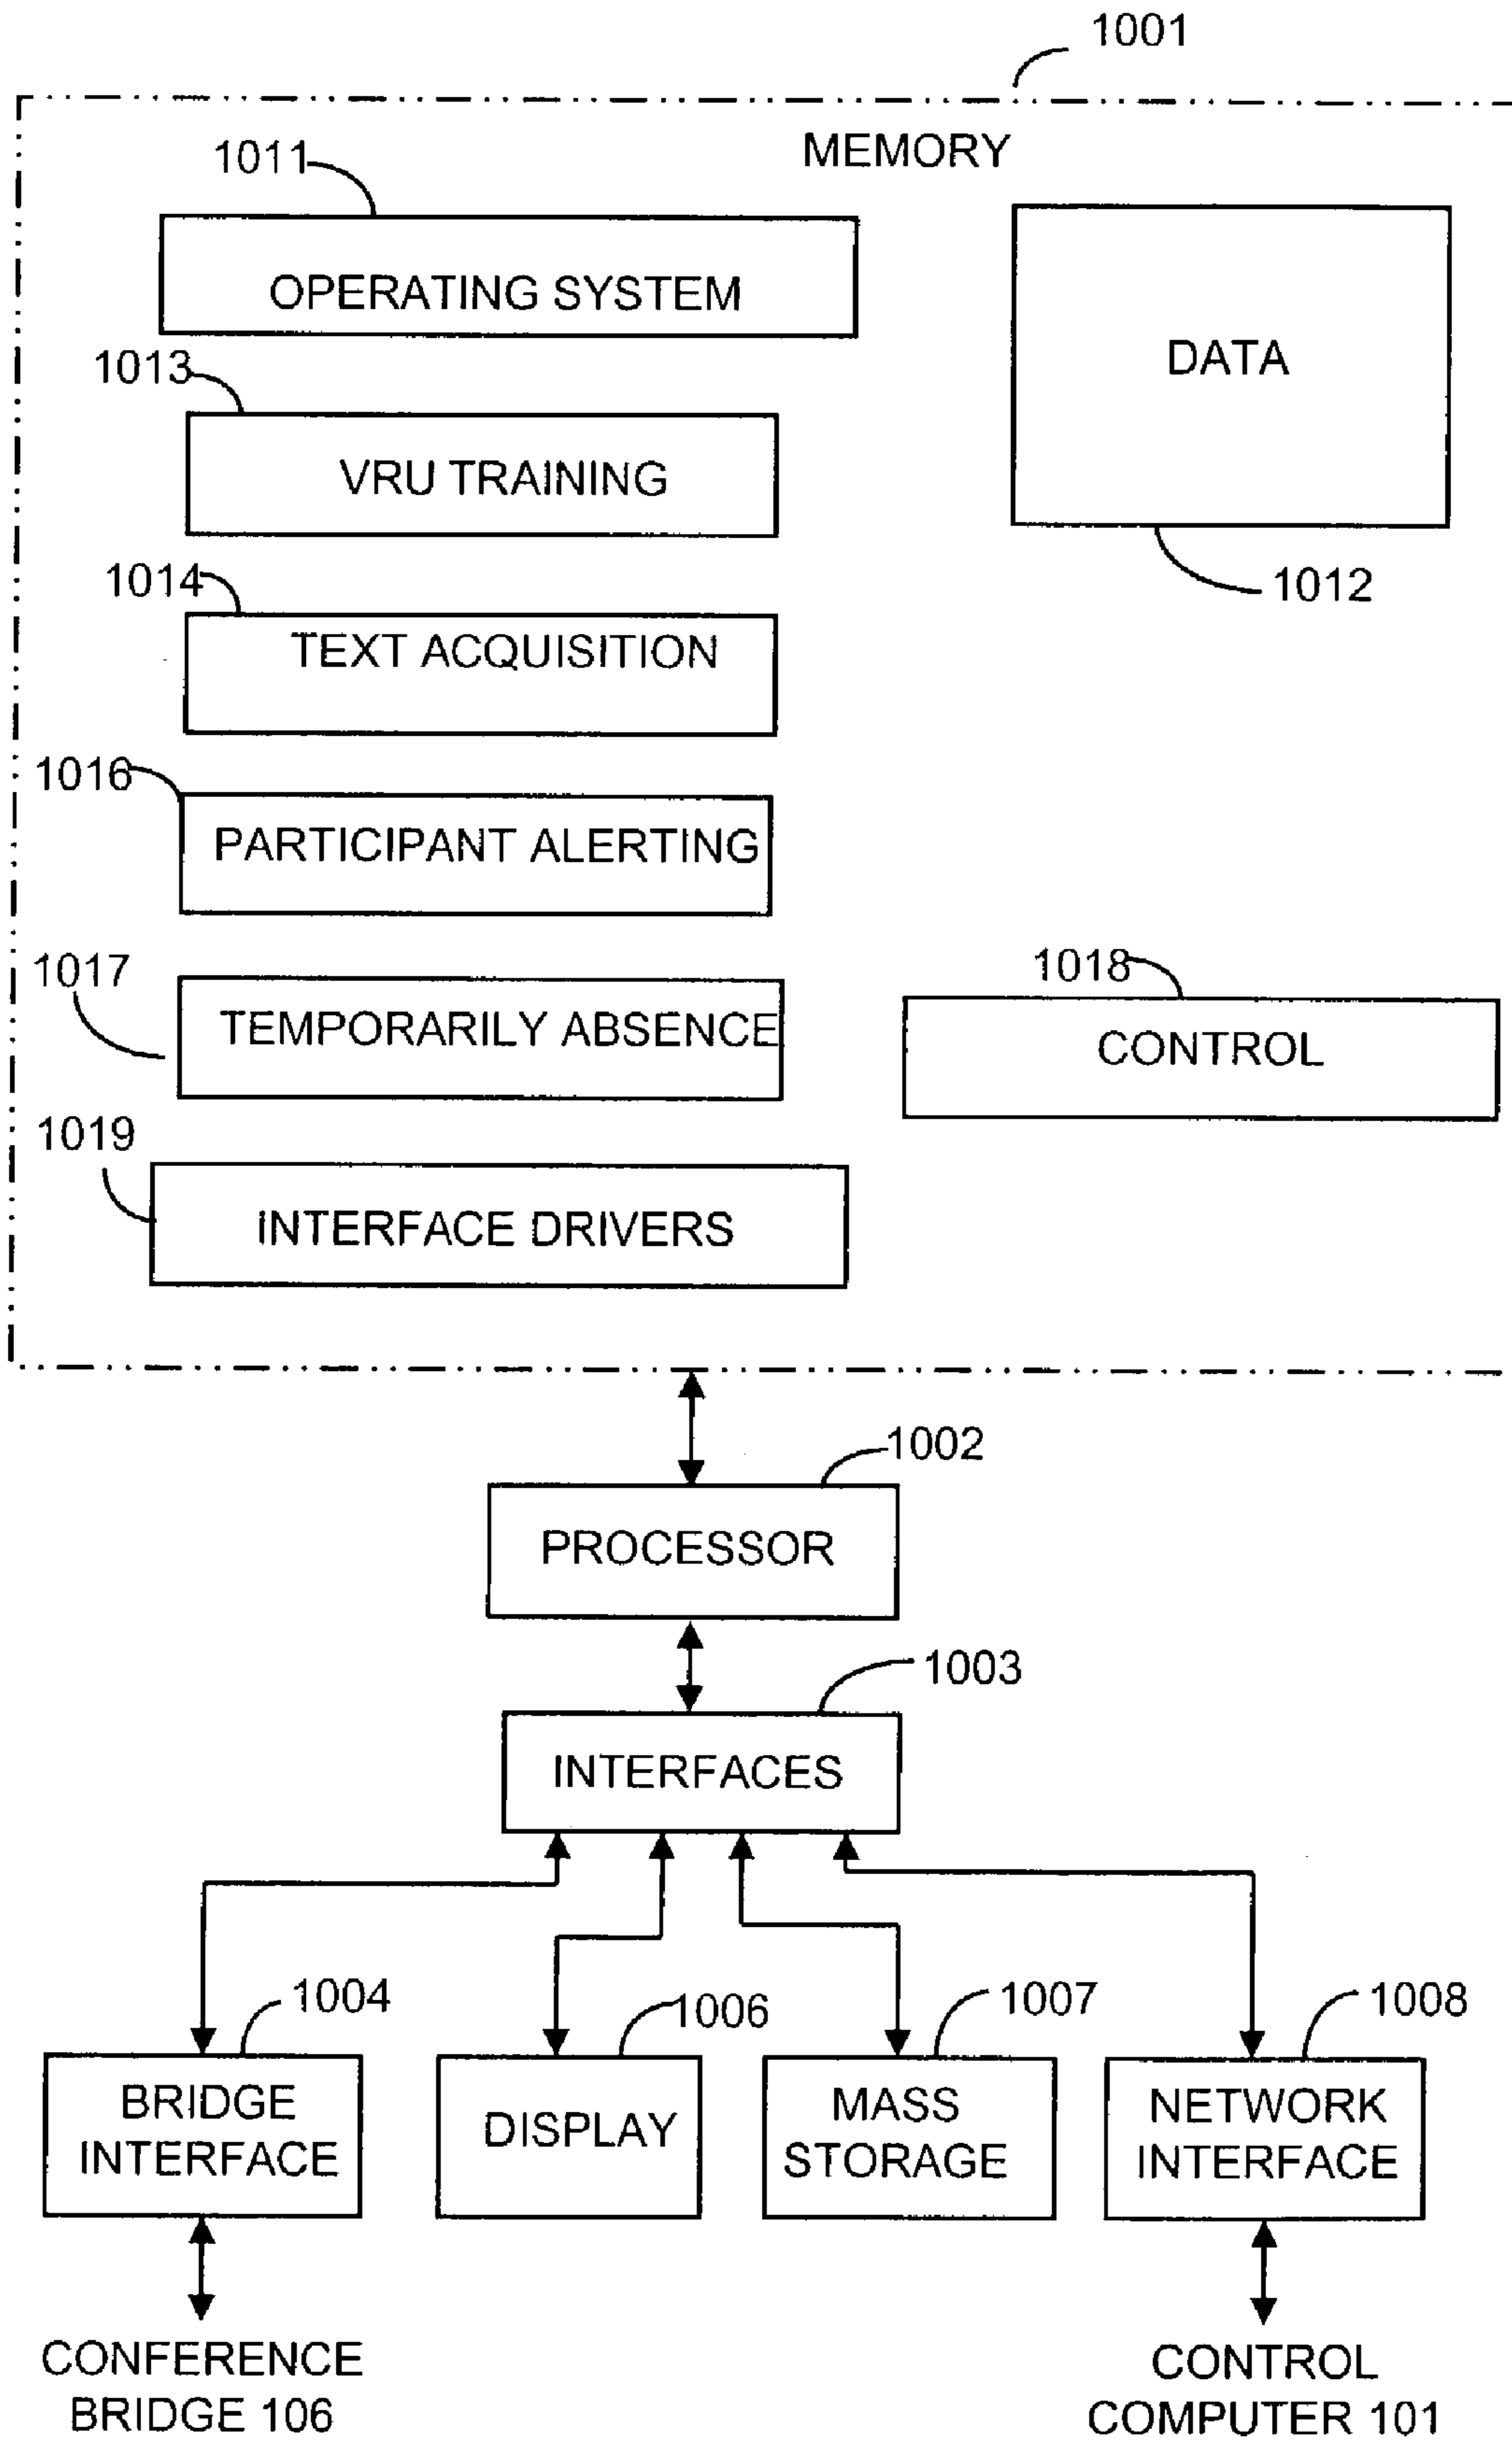 1001
MEMORY
1011
OPERATING SYSTEM
DATA
1013
VRU TRAINING
1014
1012
TEXT ACQUISITION
1016
PARTICIPANT ALERTING
1017
1018
TEMPORARILY ABSENCE
CONTROL
1019
INTERFACE DRIVERS
1002
PROCESSOR
1003
INTERFACES
1004
1006
1007
1008
BRIDGE
INTERFACE
DISPLAY
MASS
STORAGE
NETWORK
INTERFACE
CONFERENCE
BRIDGE 106
CONTROL
COMPUTER 101